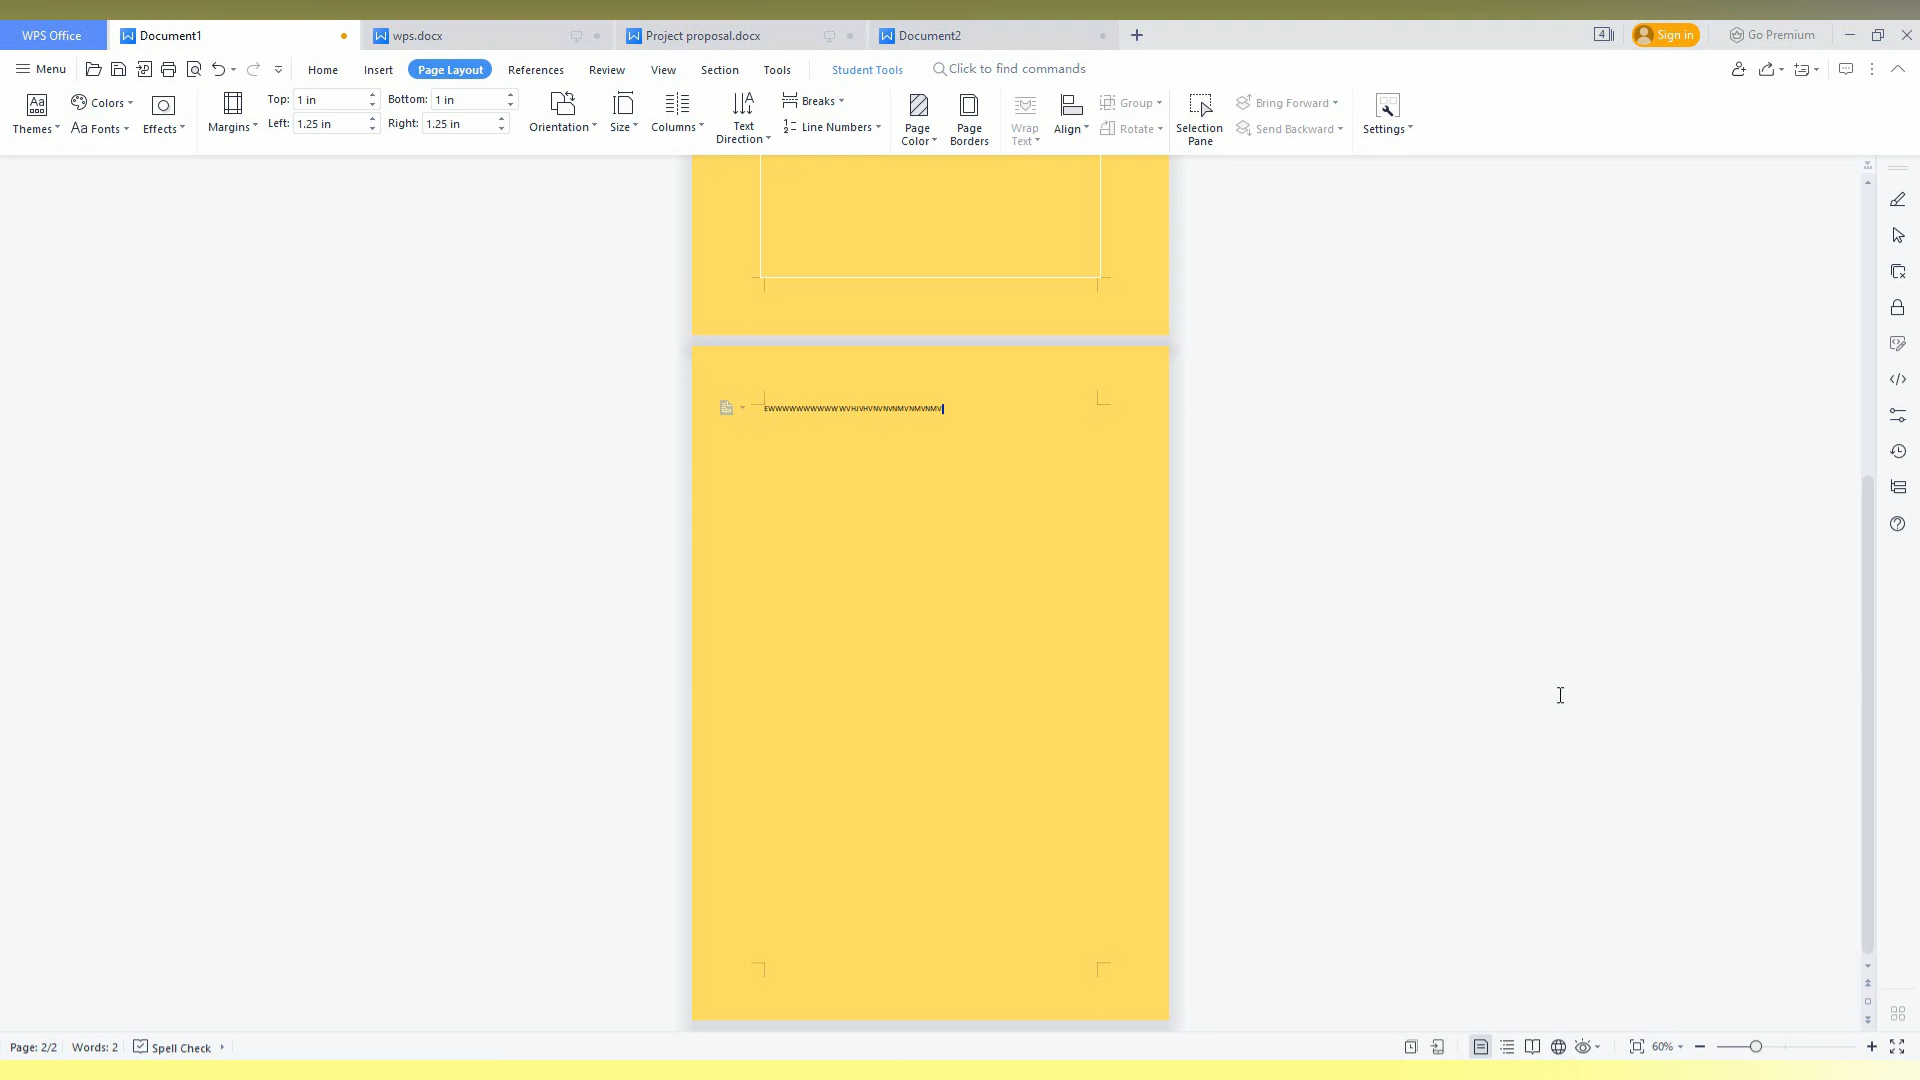 WPS Office Document1 wps.docx Project proposal.docx Document2 4 Sign in Go Premium
Menu Home Insert Page Layout References Review View Section Tools Student Tools Click to find commands
Themes Colors Aa Fonts Effects Margins Top: 1 in Bottom: 1 in Left: 1.25 in Right: 1.25 in Orientation Size Columns Text Direction Breaks Line Numbers Page Color Page Borders Wrap Text Align Group Rotate Selection Pane Bring Forward Send Backward Settings
Page: 2/2 Words: 2 Spell Check 60%